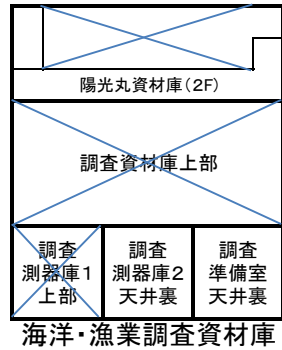 陽光丸資材庫（2F）
調査資材庫上部
調査
測器庫1
上部
調査
測器庫2
天井裏
調査
準備室
天井裏
海洋・漁業調査資材庫